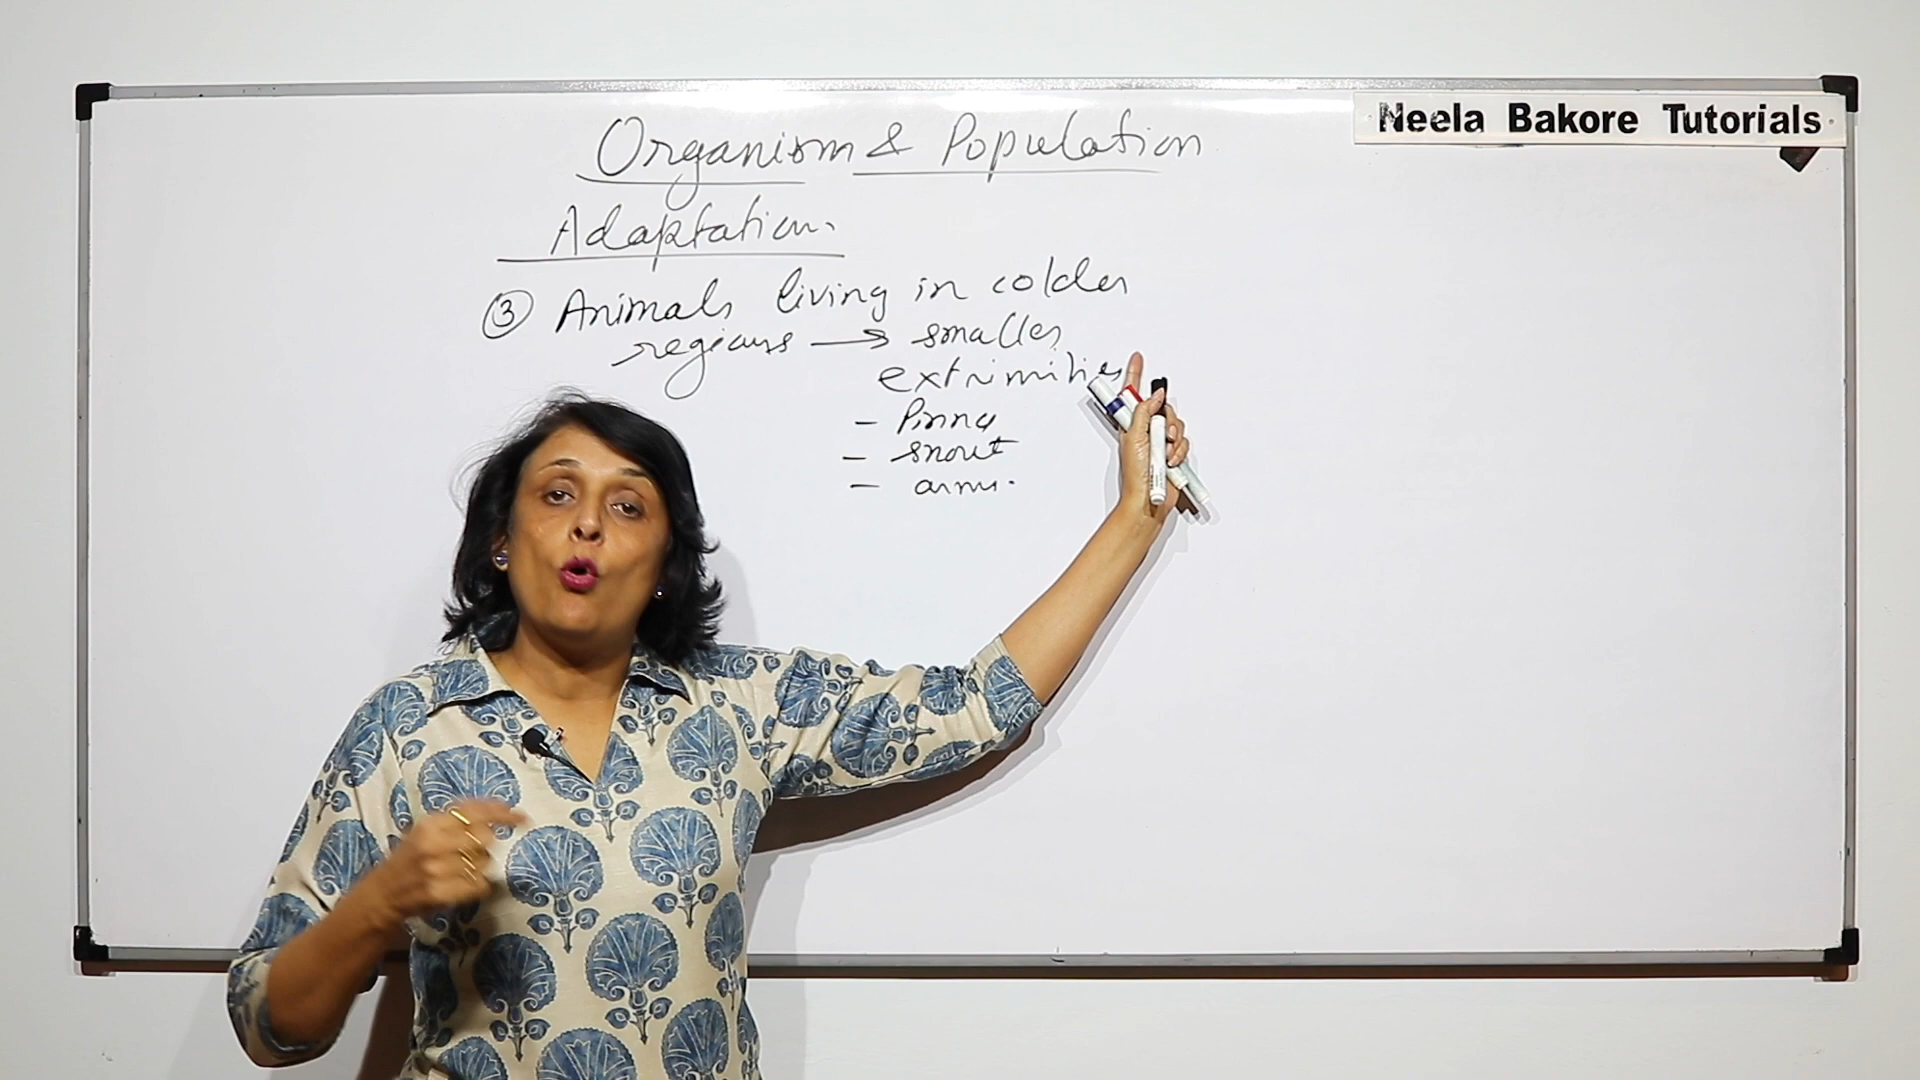 Neela Bakore Tutorials
Organism & Population
Adaptation.
③ Animals living in colder
regions → smaller
extrimities
- Pinna
- snout
- arms.